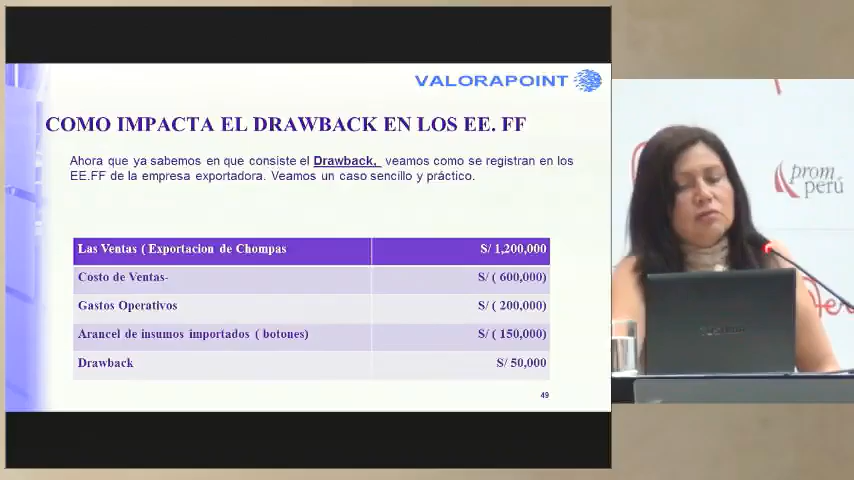 VALORAPOINT
COMO IMPACTA EL DRAWBACK EN LOS EE. FF
Ahora que ya sabemos en que consiste el Drawback, veamos como se registran en los
EE.FF de la empresa exportadora. Veamos un caso sencillo y práctico.
Las Ventas ( Exportacion de Chompas S/ 1,200,000
Costo de Ventas- S/ ( 600,000)
Gastos Operativos S/ ( 200,000)
Arancel de insumos importados ( botones) S/ ( 150,000)
Drawback S/ 50,000
49
prom
perú